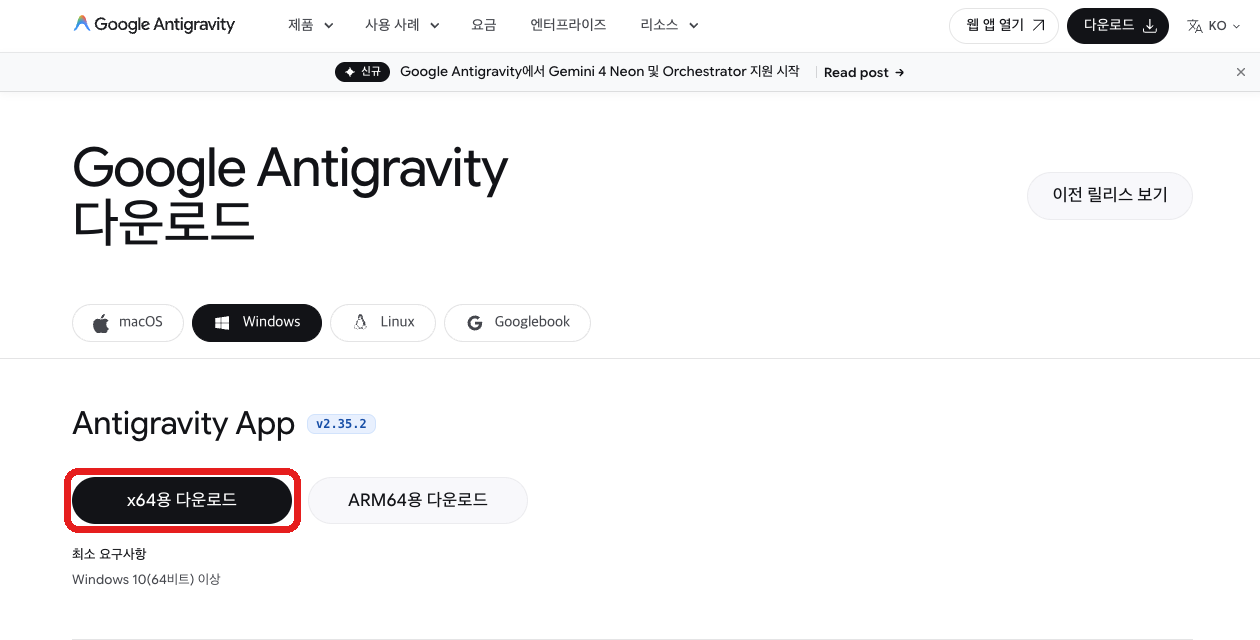 Google Antigravity
제품
사용 사례
요금
엔터프라이즈
리소스
웹 앱 열기
다운로드
KO
신규
Google Antigravity에서 Gemini 4 Neon 및 Orchestrator 지원 시작
Read post →
Google Antigravity
다운로드
이전 릴리스 보기
macOS
Windows
Linux
Googlebook
Antigravity App
v2.35.2
x64용 다운로드
ARM64용 다운로드
최소 요구사항
Windows 10(64비트) 이상